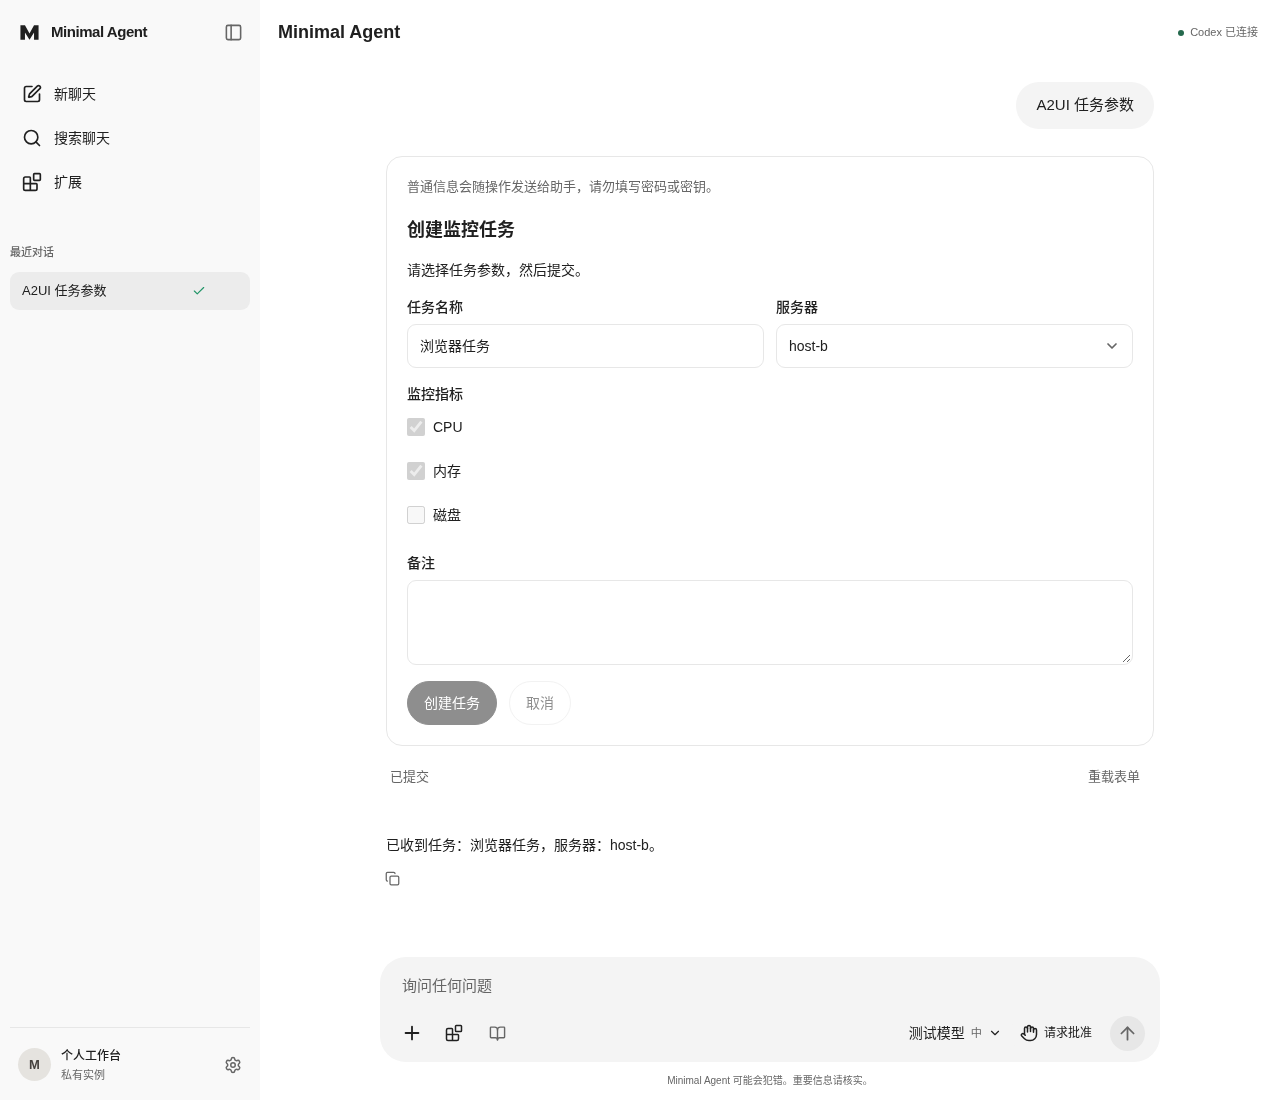 Minimal Agent
新聊天
搜索聊天
扩展
最近对话
A2UI 任务参数
M
个人工作台
私有实例
Minimal Agent
Codex 已连接
A2UI 任务参数
普通信息会随操作发送给助手，请勿填写密码或密钥。
创建监控任务
请选择任务参数，然后提交。
任务名称
服务器
浏览器任务
host-b
监控指标
CPU
内存
磁盘
备注
创建任务
取消
已提交
重载表单
已收到任务：浏览器任务，服务器：host-b。
询问任何问题
测试模型 中
请求批准
Minimal Agent 可能会犯错。重要信息请核实。